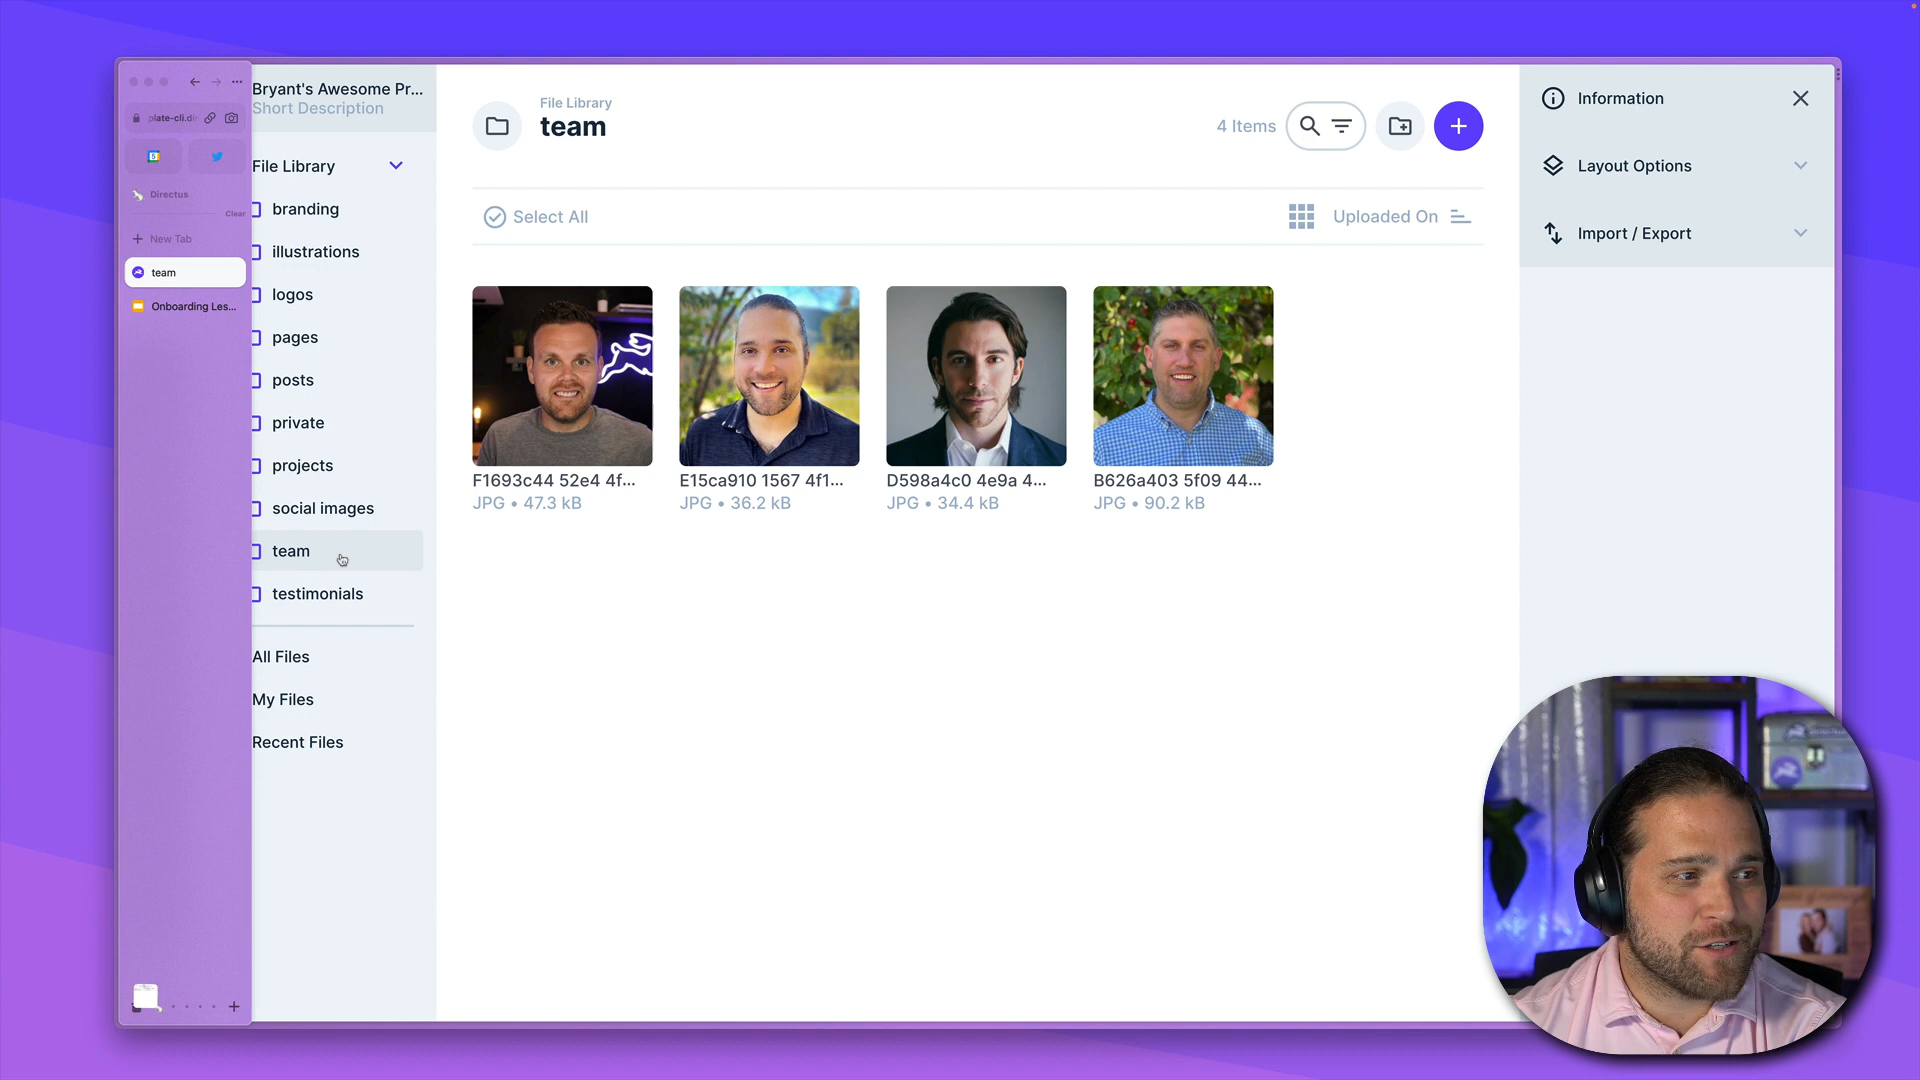 Bryant's Awesome Pr...
Short Description
plate-cli.di
Directus
Clear
New Tab
team
Onboarding Les...
File Library
branding
illustrations
logos
pages
posts
private
projects
social images
team
testimonials
All Files
My Files
Recent Files
File Library
team
4 Items
Select All
Uploaded On
F1693c44 52e4 4f...
JPG • 47.3 kB
E15ca910 1567 4f1...
JPG • 36.2 kB
D598a4c0 4e9a 4...
JPG • 34.4 kB
B626a403 5f09 44...
JPG • 90.2 kB
Information
Layout Options
Import / Export